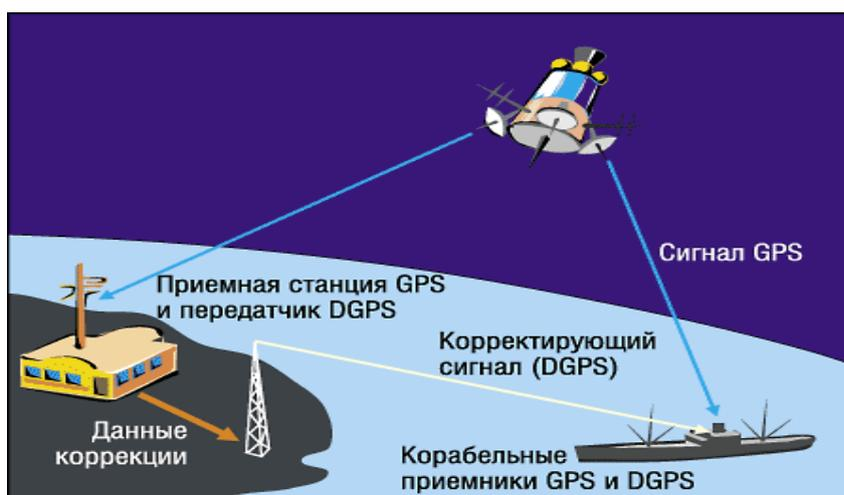 Сигнал GPS
Приемная станция GPS
и передатчик DGPS
Корректирующий
сигнал (DGPS)
Данные
коррекции
Корабельные
приемники GPS и DGPS